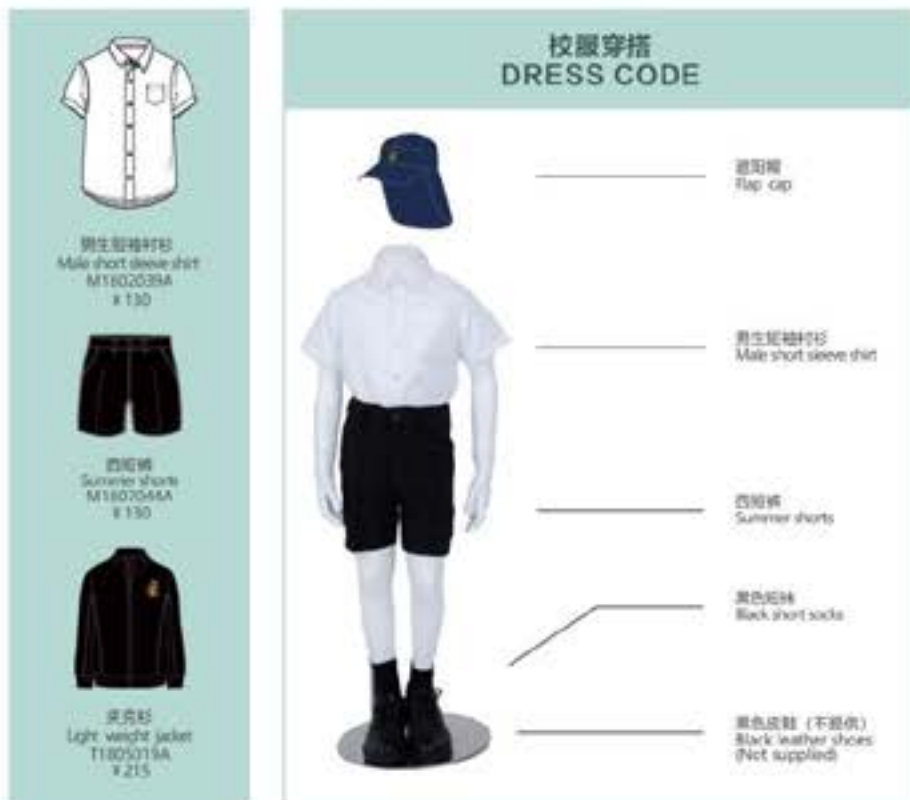 男生短袖衬衫
Male short sleeve shirt
M1602039A
¥130
西短裤
Summer shorts
M1607044A
¥130
夹克衫
Light weight jacket
T1805019A
¥215
校服穿搭
DRESS CODE
遮阳帽
Flap cap
男生短袖衬衫
Male short sleeve shirt
西短裤
Summer shorts
黑色短袜
Black short socks
黑色皮鞋（不提供）
Black leather shoes
(Not supplied)